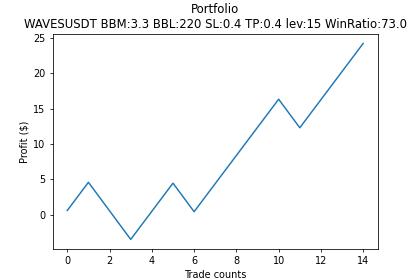 Portfolio
WAVESUSDT BBM:3.3 BBL:220 SL:0.4 TP:0.4 lev:15 WinRatio:73.0
25
20
15
10
5
0
Profit ($)
0 2 4 6 8 10 12 14
Trade counts